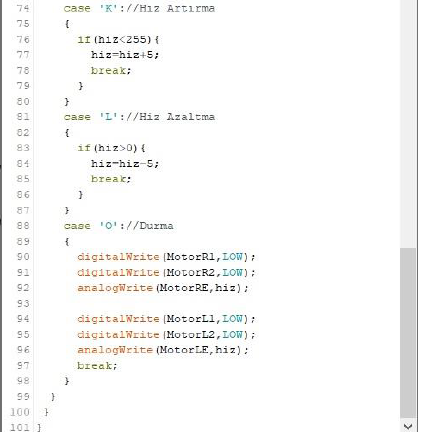 74 case 'K'://Hiz Artırma
75 {
76 if(hiz<255){
77 hiz=hiz+5;
78 break;
79 }
80 }
81 case 'L'://Hiz Azaltma
82 {
83 if(hiz>0){
84 hiz=hiz-5;
85 break;
86 }
87 }
88 case 'O'://Durma
89 {
90 digitalWrite(MotorR1,LOW);
91 digitalWrite(MotorR2,LOW);
92 analogWrite(MotorRE,hiz);
93
94 digitalWrite(MotorL1,LOW);
95 digitalWrite(MotorL2,LOW);
96 analogWrite(MotorLE,hiz);
97 break;
98 }
99 }
100 }
101 }